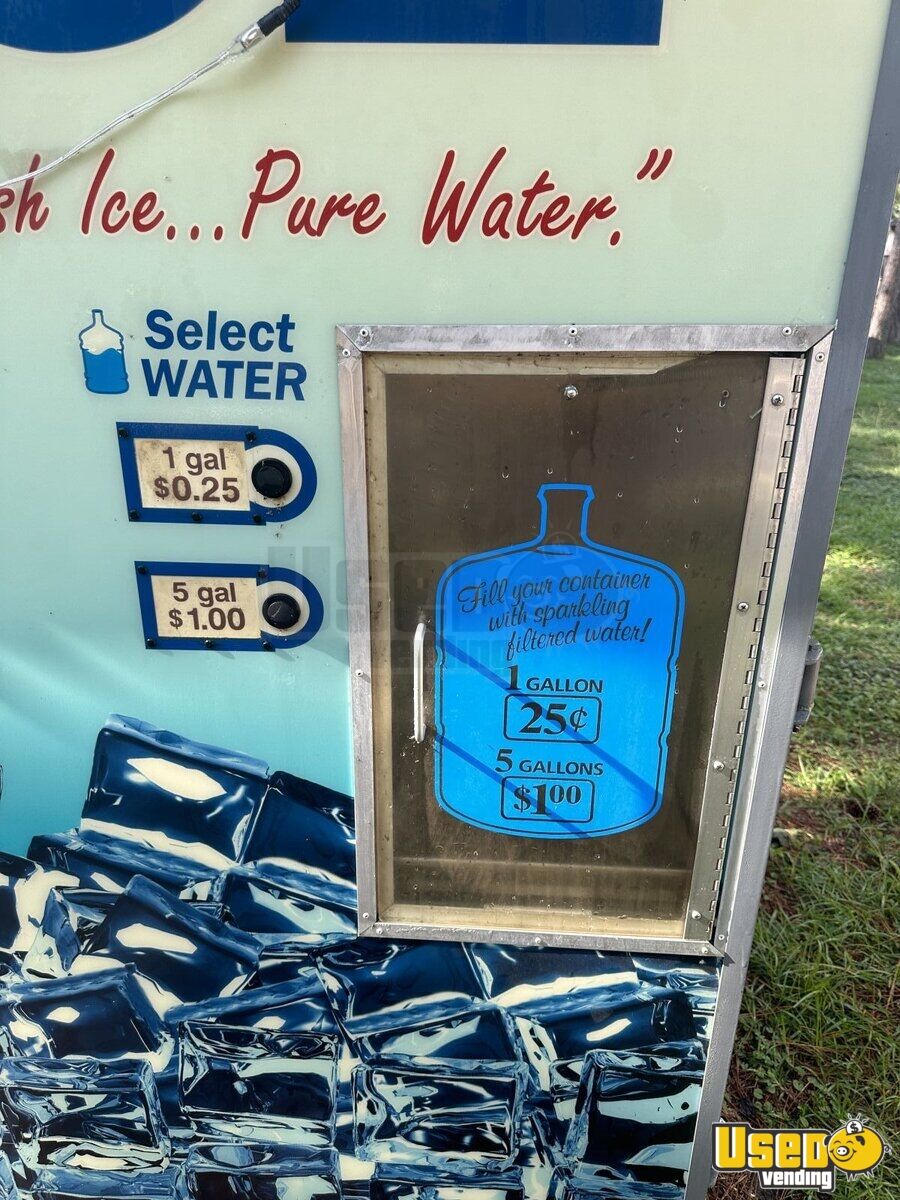 sh Ice...Pure Water.”
Select
WATER
1 gal
$0.25
5 gal
$1.00
Fill your container
with sparkling
filtered water!
1 GALLON
25¢
5 GALLONS
$1.00
USED
vending